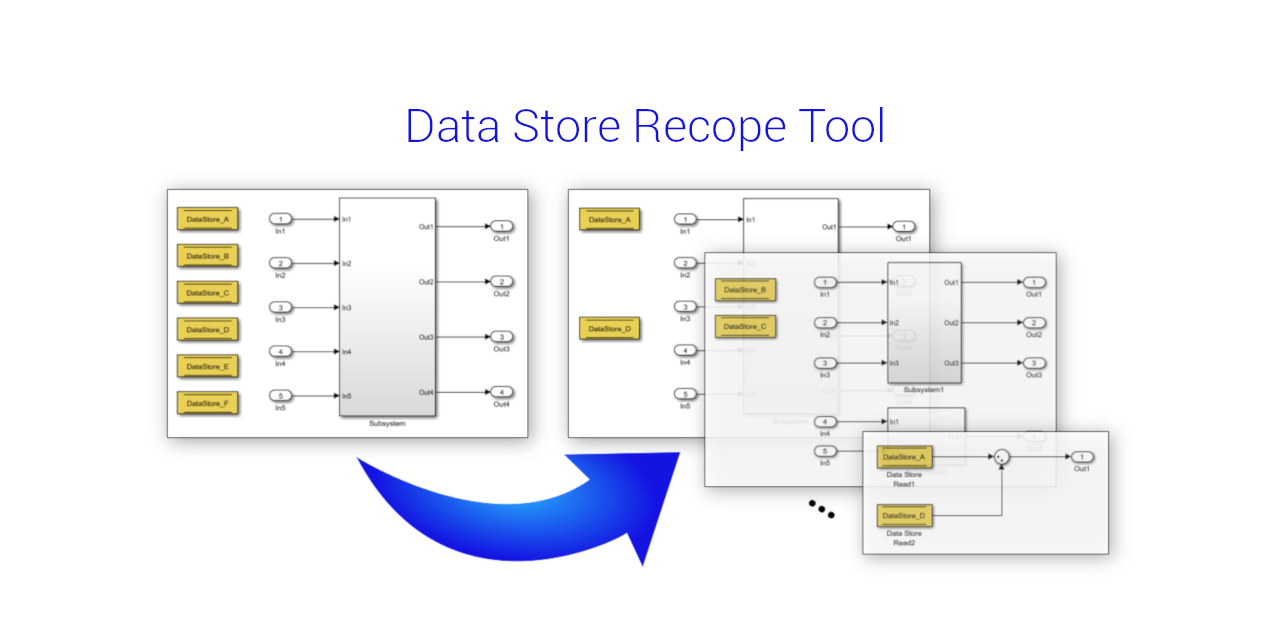 Data Store Recope Tool
DataStore_A
DataStore_B
DataStore_C
DataStore_D
DataStore_E
DataStore_F
1
In1
2
In2
3
In3
4
In4
5
In5
In1
In2
In3
In4
In5
Out1
Out2
Out3
Out4
Subsystem
1
Out1
2
Out2
3
Out3
4
Out4
DataStore_A
DataStore_D
1
In1
2
In2
3
In3
4
In4
5
In5
In1
Out1
1
Out1
DataStore_B
DataStore_C
1
In1
2
In2
3
In3
4
In4
5
In5
In1
In2
In3
Out1
Out2
Out3
Subsystem1
1
Out1
2
Out2
3
Out3
In1
DataStore_A
Data Store
Read1
DataStore_D
Data Store
Read2
1
Out1